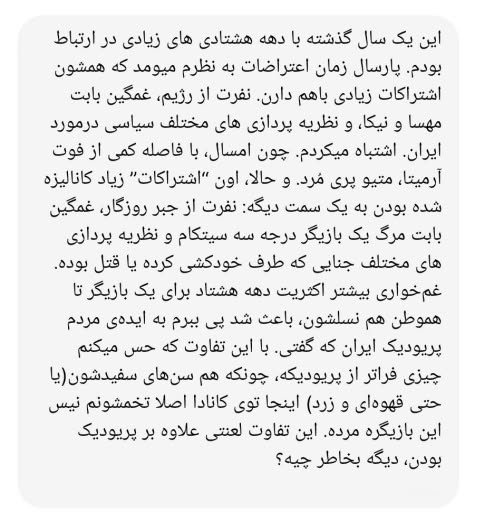 این یک سال گذشته با دهه هشتادی های زیادی در ارتباط
بودم. پارسال زمان اعتراضات به نظرم میومد که همشون
اشتراکات زیادی باهم دارن. نفرت از رژیم، غمگین بابت
مهسا و نیکا، و نظریه پردازی های مختلف سیاسی درمورد
ایران. اشتباه میکردم. چون امسال، با فاصله کمی از فوت
آرمیتا، متیو پری مُرد. و حالا، اون “اشتراکات” زیاد کانالیزه
شده بودن به یک سمت دیگه: نفرت از جبر روزگار، غمگین
بابت مرگ یک بازیگر درجه سه سیتکام و نظریه پردازی
های مختلف جنایی که طرف خودکشی کرده یا قتل بوده.
غم‌خواری بیشتر اکثریت دهه هشتاد برای یک بازیگر تا
هموطن هم نسلشون، باعث شد پی ببرم به ایده‌ی مردم
پریودیک ایران که گفتی. با این تفاوت که حس میکنم
چیزی فراتر از پریودیکه، چونکه هم سن‌های سفیدشون(یا
حتی قهوه‌ای و زرد) اینجا توی کانادا اصلا تخمشونم نیس
این بازیگره مرده. این تفاوت لعنتی علاوه بر پریودیک
بودن، دیگه بخاطر چیه؟